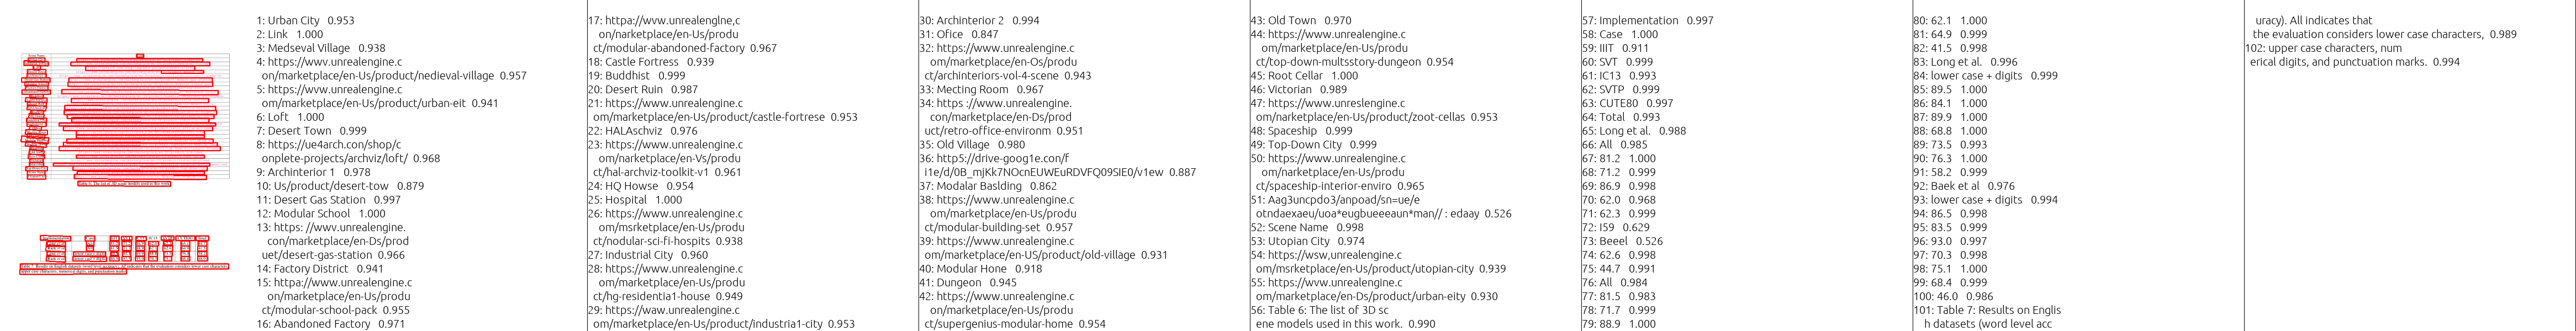 1: Urban City 0.953
2: Link 1.000
3: Medseval Village 0.938
4: https://wwv.unrealengine.c
on/marketplace/en-Us/product/nedieval-village 0.957
5: https://wwv.unrealengine.c
om/marketplace/en-Us/product/urban-eit 0.941
6: Loft 1.000
7: Desert Town 0.999
8: https://ue4arch.con/shop/c
onplete-projects/archviz/loft/ 0.968
9: Archinterior 1 0.978
10: Us/product/desert-tow 0.879
11: Desert Gas Station 0.997
12: Modular School 1.000
13: https: //wwv.unrealengine.
con/marketplace/en-Ds/prod
uet/desert-gas-station 0.966
14: Factory District 0.941
15: httpa://wwv.unrealengine.c
on/marketplace/en-Us/produ
ct/modular-school-pack 0.955
16: Abandoned Factory 0.971
17: httpa://wvw.unrealenglne,c
on/narketplace/en-Us/produ
ct/modular-abandoned-factory 0.967
18: Castle Fortress 0.939
19: Buddhist 0.999
20: Desert Ruin 0.987
21: https://www.unrealengine.c
om/marketplace/en-Us/product/castle-fortrese 0.953
22: HALAschviz 0.976
23: https://www.unrealengine.c
om/narketplace/en-Vs/produ
ct/hal-archviz-toolkit-v1 0.961
24: HQ Howse 0.954
25: Hospital 1.000
26: https://www.unrealengine.c
om/msrketplace/en-Us/produ
ct/nodular-sci-fi-hospits 0.938
27: Industrial City 0.960
28: https://www.unrealengine.c
om/marketplace/en-Us/produ
ct/hg-residentia1-house 0.949
29: https://waw.unrealengine.c
om/marketplace/en-Us/product/industria1-city 0.953
30: Archinterior 2 0.994
31: Ofice 0.847
32: https://www.unrealengine.c
om/marketplace/en-Os/produ
ct/archinteriors-vol-4-scene 0.943
33: Mecting Room 0.967
34: https ://www.unrealengine.
con/marketplace/en-Ds/prod
uct/retro-office-environm 0.951
35: Old Village 0.980
36: http5://drive-goog1e.con/f
i1e/d/0B_mjKk7NOcnEUWEuRDVFQ09SIE0/v1ew 0.887
37: Modalar Baslding 0.862
38: https://www.unrealengine.c
om/marketplace/en-Us/produ
ct/modular-building-set 0.957
39: https://www.unrealengine.c
om/marketplace/en-Us/product/old-village 0.931
40: Modular Hone 0.918
41: Dungeon 0.945
42: https://www.unrealengine.c
on/marketplace/en-Us/produ
ct/supergenius-modular-home 0.954
43: Old Town 0.970
44: https://www.unrealengine.c
om/marketplace/en-Us/produ
ct/top-down-multsstory-dungeon 0.954
45: Root Cellar 1.000
46: Victorian 0.989
47: https//www.unreslengine.c
om/narketplace/en-Us/product/zoot-cellas 0.953
48: Spaceship 0.999
49: Top-Down City 0.999
50: https://www.unrealengine.c
om/narketplace/en-Us/produ
ct/spaceship-interior-enviro 0.965
51: Aag3uncpdo3/anpoad/sn=ue/e
otndaexaeu/uoa*eugbueeeaun*man// : edaay 0.526
52: Scene Name 0.998
53: Utopian City 0.974
54: https://wsw,unrealengine.c
om/msrketplace/en-Us/product/utopian-city 0.939
55: https://wvw.unrealengine.c
om/marketplace/en-Ds/product/urban-eity 0.930
56: Table 6: The list of 3D sc
ene models used in this work. 0.990
57: Implementation 0.997
58: Case 1.000
59: IIIT 0.911
60: SVT 0.999
61: IC13 0.993
62: SVTP 0.999
63: CUTE80 0.997
64: Total 0.993
65: Long et al. 0.988
66: All 0.985
67: 81.2 1.000
68: 71.2 0.999
69: 86.9 0.998
70: 62.0 0.968
71: 62.3 0.999
72: I59 0.629
73: Beeel 0.526
74: 62.6 0.998
75: 44.7 0.991
76: All 0.984
77: 81.5 0.983
78: 71.7 0.999
79: 88.9 1.000
80: 62.1 1.000
81: 64.9 0.999
82: 41.5 0.998
83: Long et al. 0.996
84: lower case + digits 0.999
85: 89.5 1.000
86: 84.1 1.000
87: 89.9 1.000
88: 68.8 1.000
89: 73.5 0.993
90: 76.3 1.000
91: 58.2 0.999
92: Baek et al 0.976
93: lower case + digits 0.994
94: 86.5 0.998
95: 83.5 0.999
96: 93.0 0.997
97: 70.3 0.998
98: 75.1 1.000
99: 68.4 0.999
100: 46.0 0.986
101: Table 7: Results on Englis
h datasets (word level acc
uracy). All indicates that
the evaluation considers lower case characters, 0.989
102: upper case characters, num
erical digits, and punctuation marks. 0.994